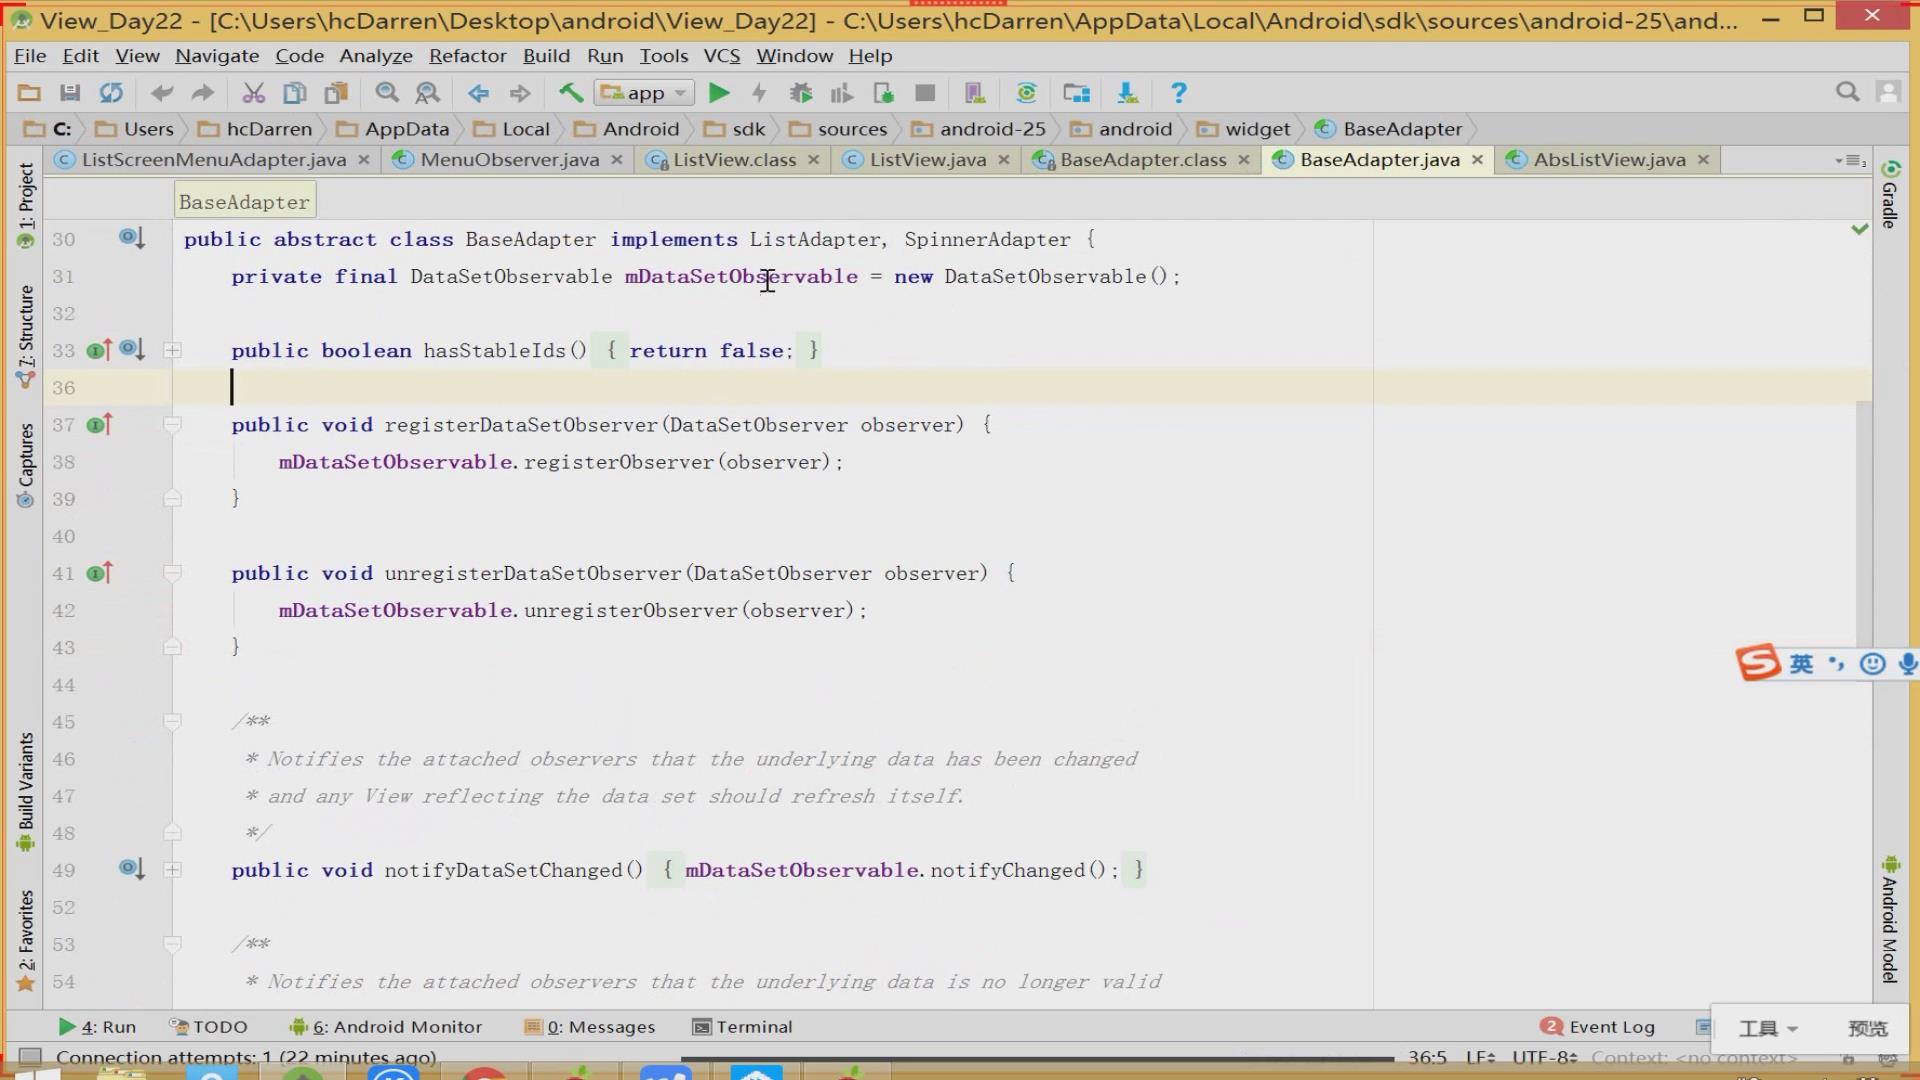 View_Day22 - [C:\Users\hcDarren\Desktop\android\View_Day22] - C:\Users\hcDarren\AppData\Local\Android\sdk\sources\android-25\and...
File Edit View Navigate Code Analyze Refactor Build Run Tools VCS Window Help
app
C: Users hcDarren AppData Local Android sdk sources android-25 android widget BaseAdapter
ListScreenMenuAdapter.java MenuObserver.java ListView.class ListView.java BaseAdapter.class BaseAdapter.java AbsListView.java
1: Project
7: Structure
Captures
Build Variants
2: Favorites
Gradle
Android Model
BaseAdapter
30 public abstract class BaseAdapter implements ListAdapter, SpinnerAdapter {
31 private final DataSetObservable mDataSetObservable = new DataSetObservable();
32
33 public boolean hasStableIds() { return false; }
36
37 public void registerDataSetObserver(DataSetObserver observer) {
38 mDataSetObservable.registerObserver(observer);
39 }
40
41 public void unregisterDataSetObserver(DataSetObserver observer) {
42 mDataSetObservable.unregisterObserver(observer);
43 }
44
45 /**
46 * Notifies the attached observers that the underlying data has been changed
47 * and any View reflecting the data set should refresh itself.
48 */
49 public void notifyDataSetChanged() { mDataSetObservable.notifyChanged(); }
52
53 /**
54 * Notifies the attached observers that the underlying data is no longer valid
英
4: Run TODO 6: Android Monitor 0: Messages Terminal 2 Event Log
工具 预览
Connection attempts: 1 (22 minutes ago) 36:5 LF UTF-8 Context: <no context>